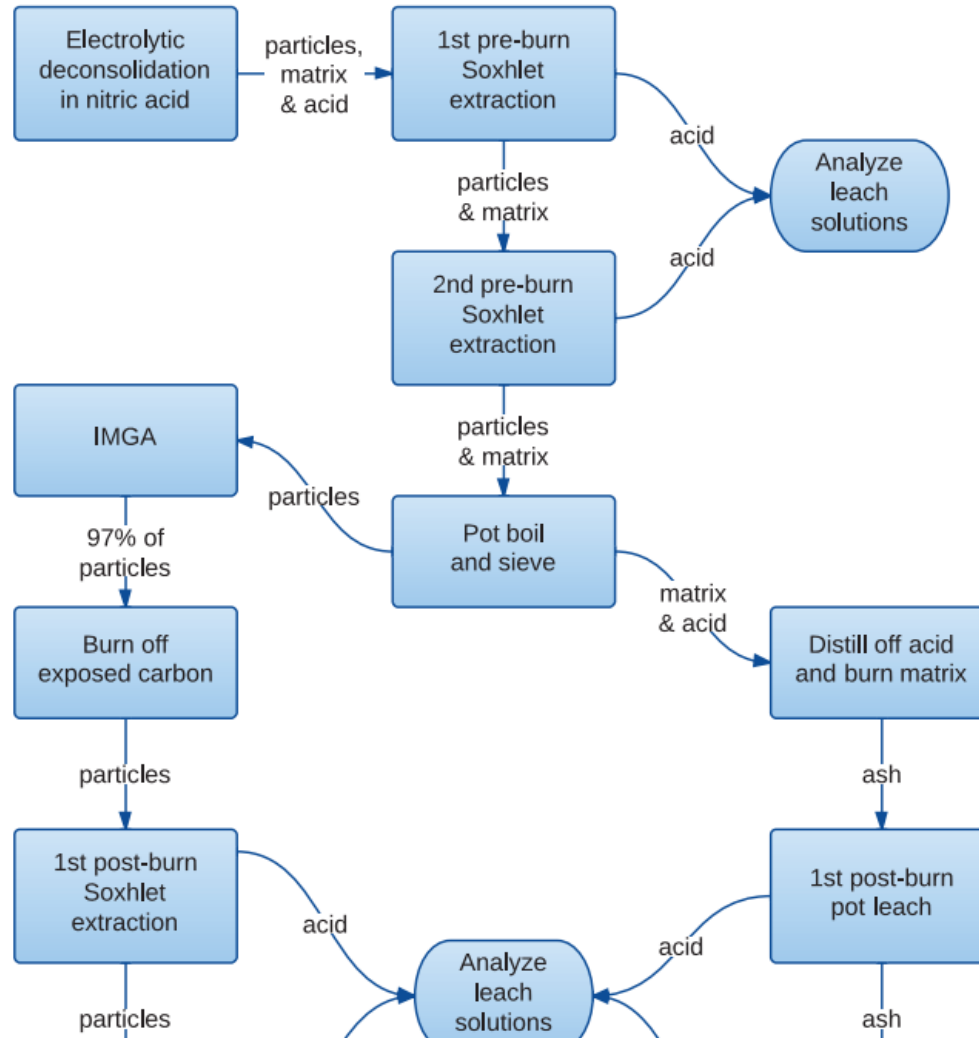 Electrolytic
deconsolidation
in nitric acid
particles,
matrix
& acid
1st pre-burn
Soxhlet
extraction
acid
Analyze
leach
solutions
particles
& matrix
acid
2nd pre-burn
Soxhlet
extraction
particles
& matrix
IMGA
particles
Pot boil
and sieve
97% of
particles
matrix
& acid
Burn off
exposed carbon
Distill off acid
and burn matrix
particles
ash
1st post-burn
Soxhlet
extraction
1st post-burn
pot leach
acid
acid
Analyze
leach
solutions
particles
ash